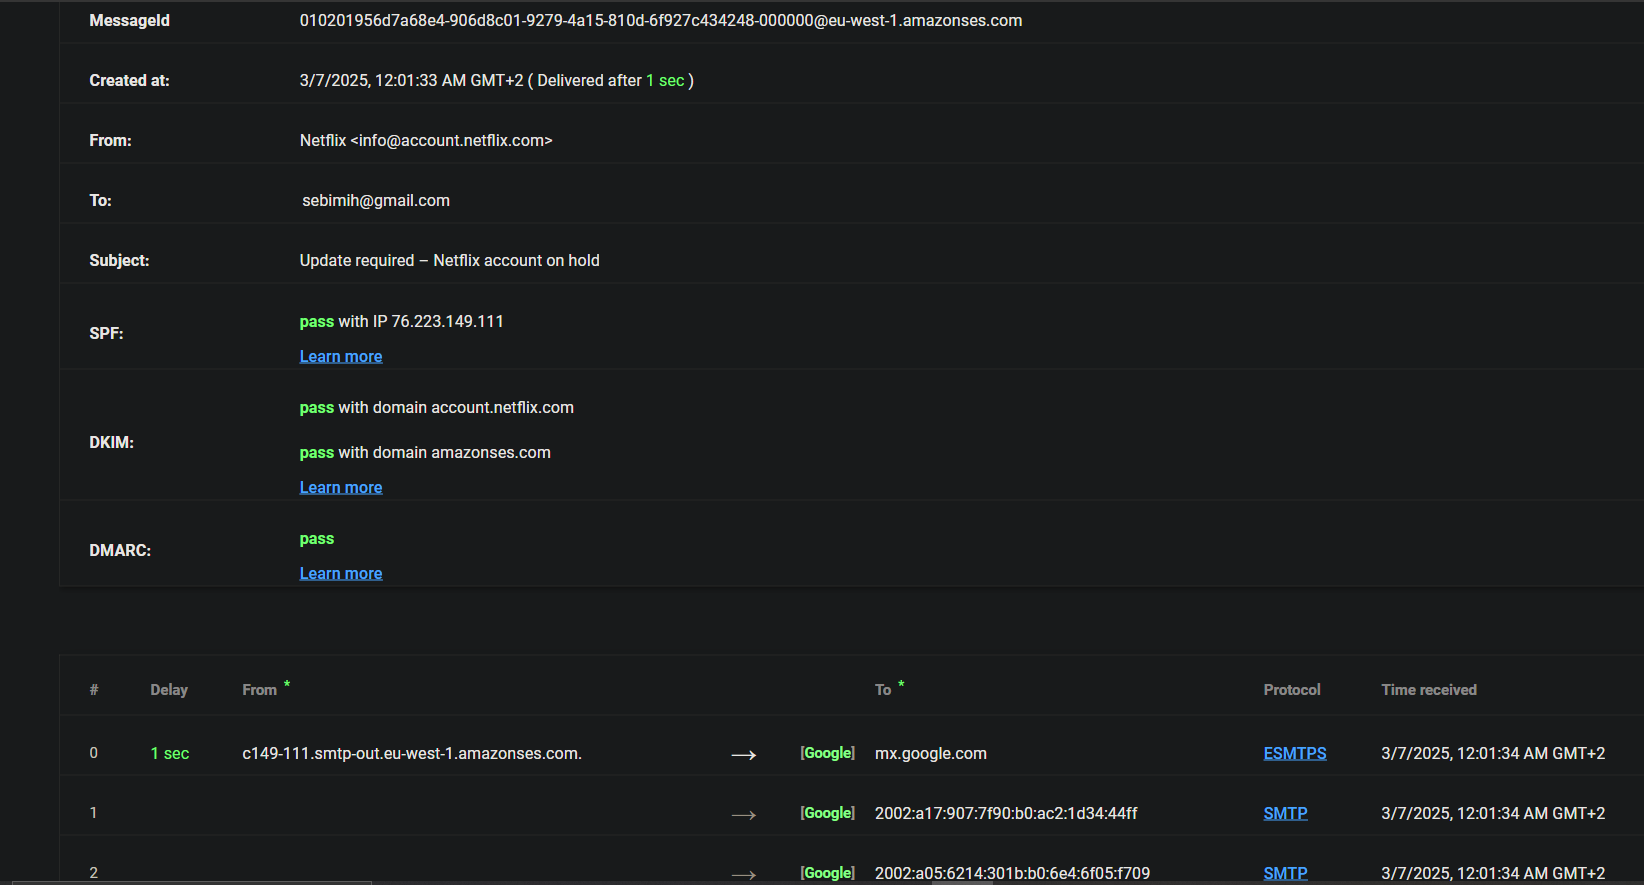 MessageId 010201956d7a68e4-906d8c01-9279-4a15-810d-6f927c434248-000000@eu-west-1.amazonses.com
Created at: 3/7/2025, 12:01:33 AM GMT+2 ( Delivered after 1 sec )
From: Netflix <info@account.netflix.com>
To: sebimih@gmail.com
Subject: Update required – Netflix account on hold
SPF: pass with IP 76.223.149.111
Learn more
DKIM: pass with domain account.netflix.com
pass with domain amazonses.com
Learn more
DMARC: pass
Learn more
# Delay From * To * Protocol Time received
0 1 sec c149-111.smtp-out.eu-west-1.amazonses.com. → [Google] mx.google.com ESMTPS 3/7/2025, 12:01:34 AM GMT+2
1 → [Google] 2002:a17:907:7f90:b0:ac2:1d34:44ff SMTP 3/7/2025, 12:01:34 AM GMT+2
2 → [Google] 2002:a05:6214:301b:b0:6e4:6f05:f709 SMTP 3/7/2025, 12:01:34 AM GMT+2